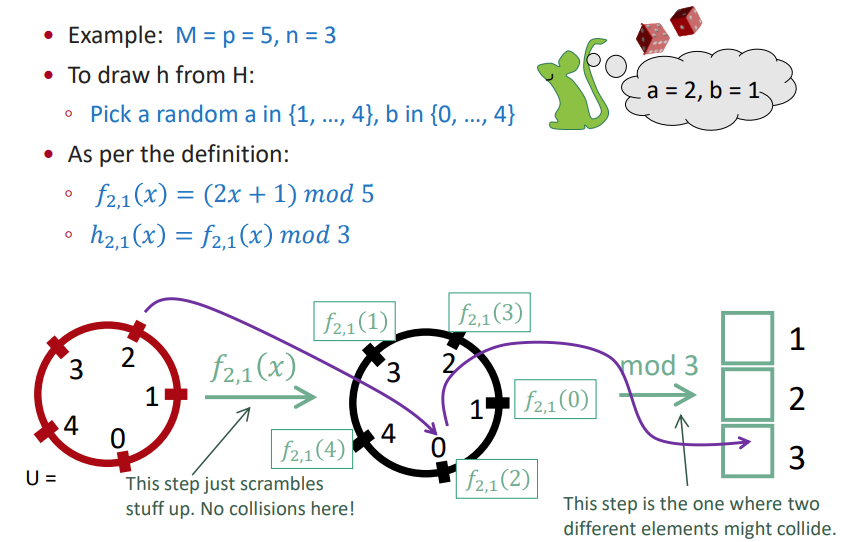 • Example: M = p = 5, n = 3
• To draw h from H:
◦ Pick a random a in {1, …, 4}, b in {0, …, 4}
• As per the definition:
◦ f₂,₁(x) = (2x + 1) mod 5
◦ h₂,₁(x) = f₂,₁(x) mod 3
a = 2, b = 1
3
2
1
4
0
U =
f₂,₁(x)
This step just scrambles
stuff up. No collisions here!
f₂,₁(1)
f₂,₁(3)
3
2
1
4
0
f₂,₁(0)
f₂,₁(4)
f₂,₁(2)
mod 3
1
2
3
This step is the one where two
different elements might collide.